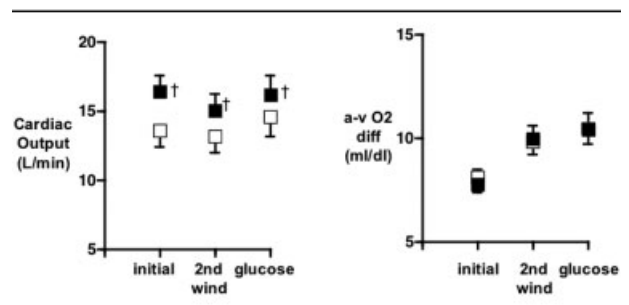 20
15
10
5
Cardiac
Output
(L/min)
†
†
†
initial 2nd glucose
wind
15
10
5
a-v O2
diff
(ml/dl)
initial 2nd glucose
wind